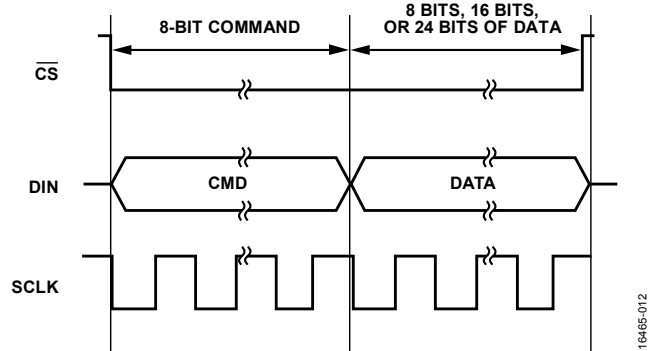 8-BIT COMMAND
8 BITS, 16 BITS,
OR 24 BITS OF DATA
CS
DIN
CMD
DATA
SCLK
16465-012